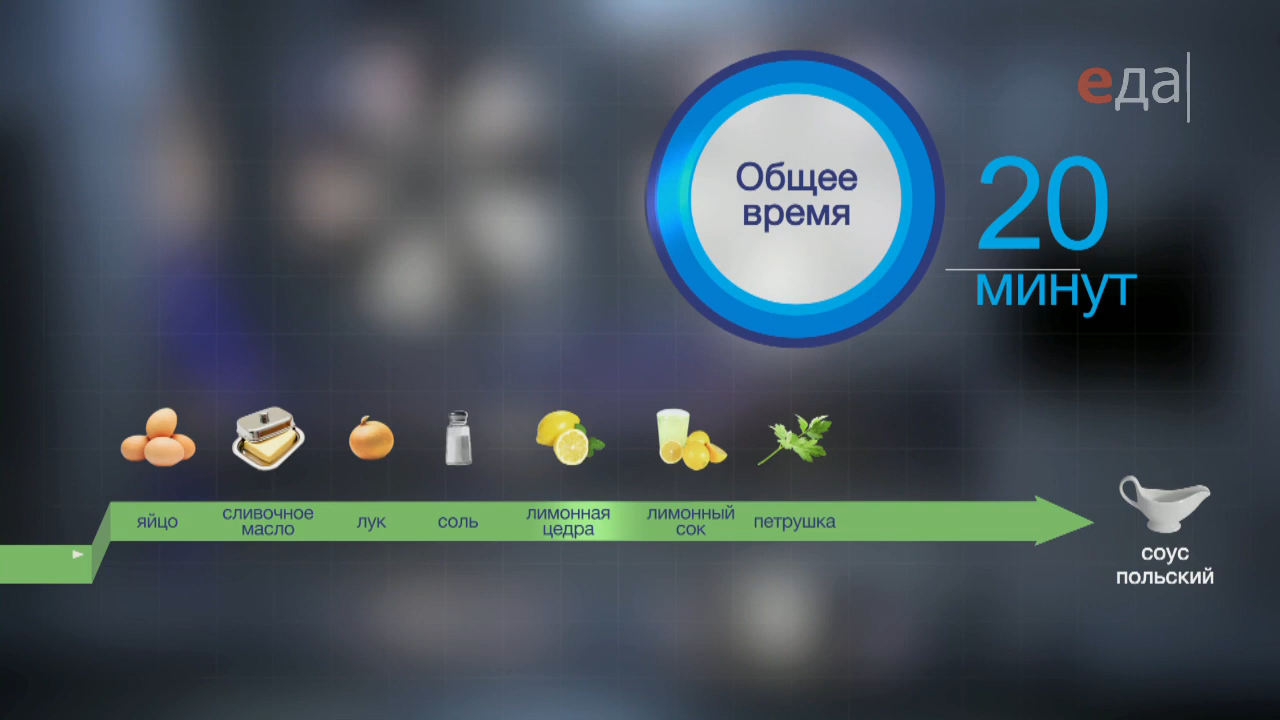 еда
Общее
время
20
минут
яйцо
сливочное
масло
лук
соль
лимонная
цедра
лимонный
сок
петрушка
соус
польский